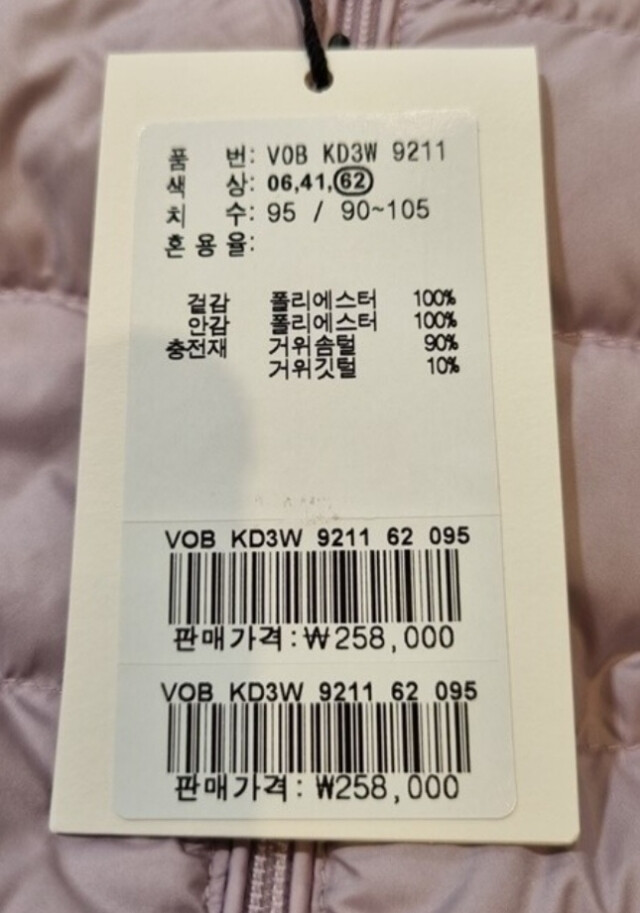 품 번: VOB KD3W 9211
색 상: 06,41,62
치 수: 95 / 90~105
혼 용 율:
겉감 폴리에스터 100%
안감 폴리에스터 100%
충전재 거위솜털 90%
거위깃털 10%
VOB KD3W 9211 62 095
판매가격:₩258,000
VOB KD3W 9211 62 095
판매가격: ₩258,000